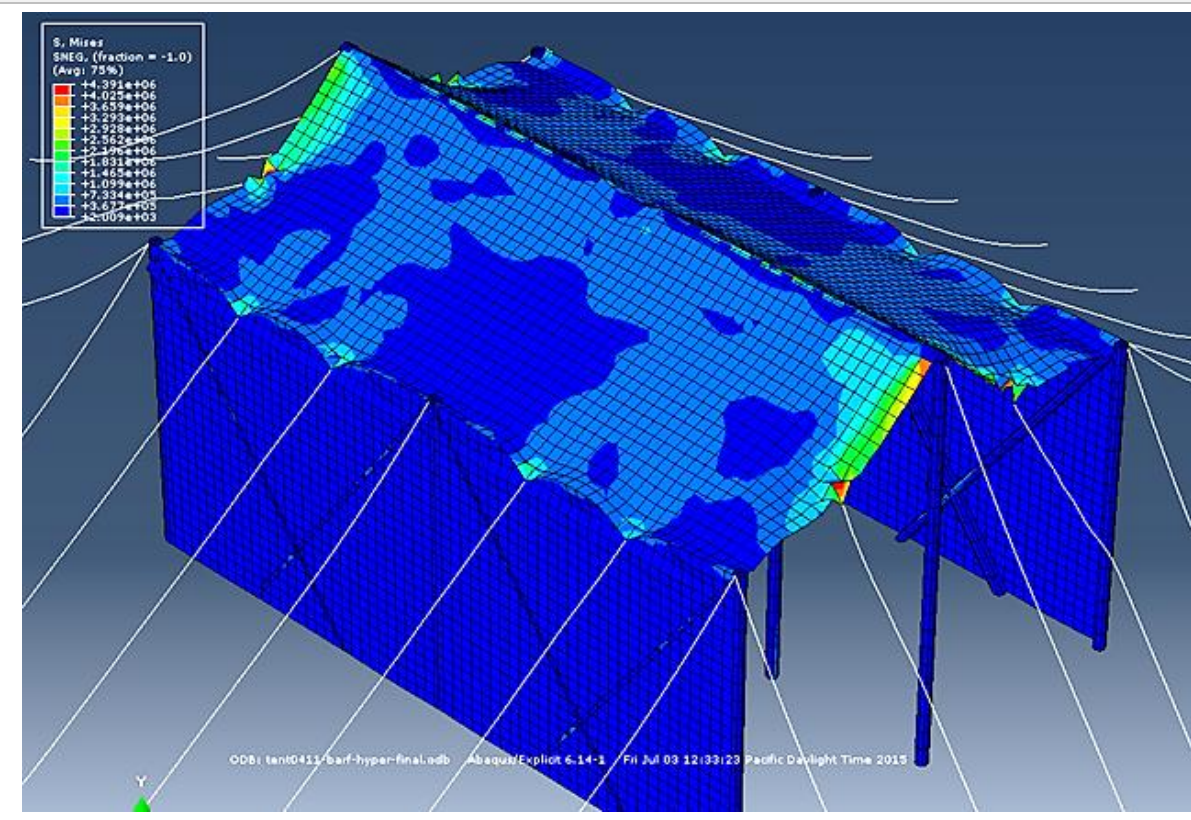 S, Mises
SNEG, (fraction = -1.0)
(Avg: 75%)
+4.391e+06
+4.025e+06
+3.659e+06
+3.293e+06
+2.928e+06
+2.562e+06
+2.196e+06
+1.831e+06
+1.465e+06
+1.099e+06
+7.334e+05
+3.677e+05
+2.009e+03
ODB: tent0411-barf-hyper-final.odb Abaqus/Explicit 6.14-1 Fri Jul 03 12:33:23 Pacific Daylight Time 2015
Y